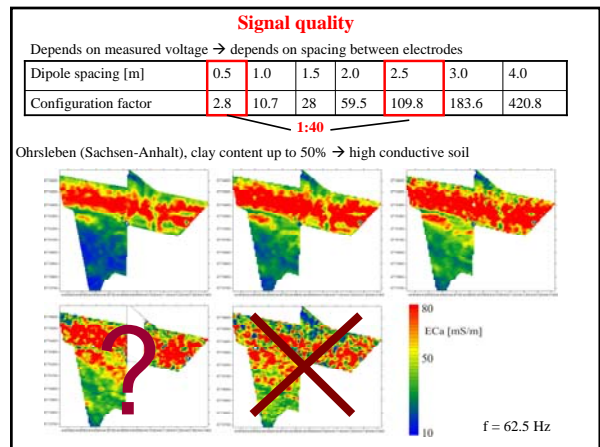 Signal quality
Depends on measured voltage → depends on spacing between electrodes
Dipole spacing [m] 0.5 1.0 1.5 2.0 2.5 3.0 4.0
Configuration factor 2.8 10.7 28 59.5 109.8 183.6 420.8
1:40
Ohrsleben (Sachsen-Anhalt), clay content up to 50% → high conductive soil
?
80
ECa [mS/m]
50
10
f = 62.5 Hz